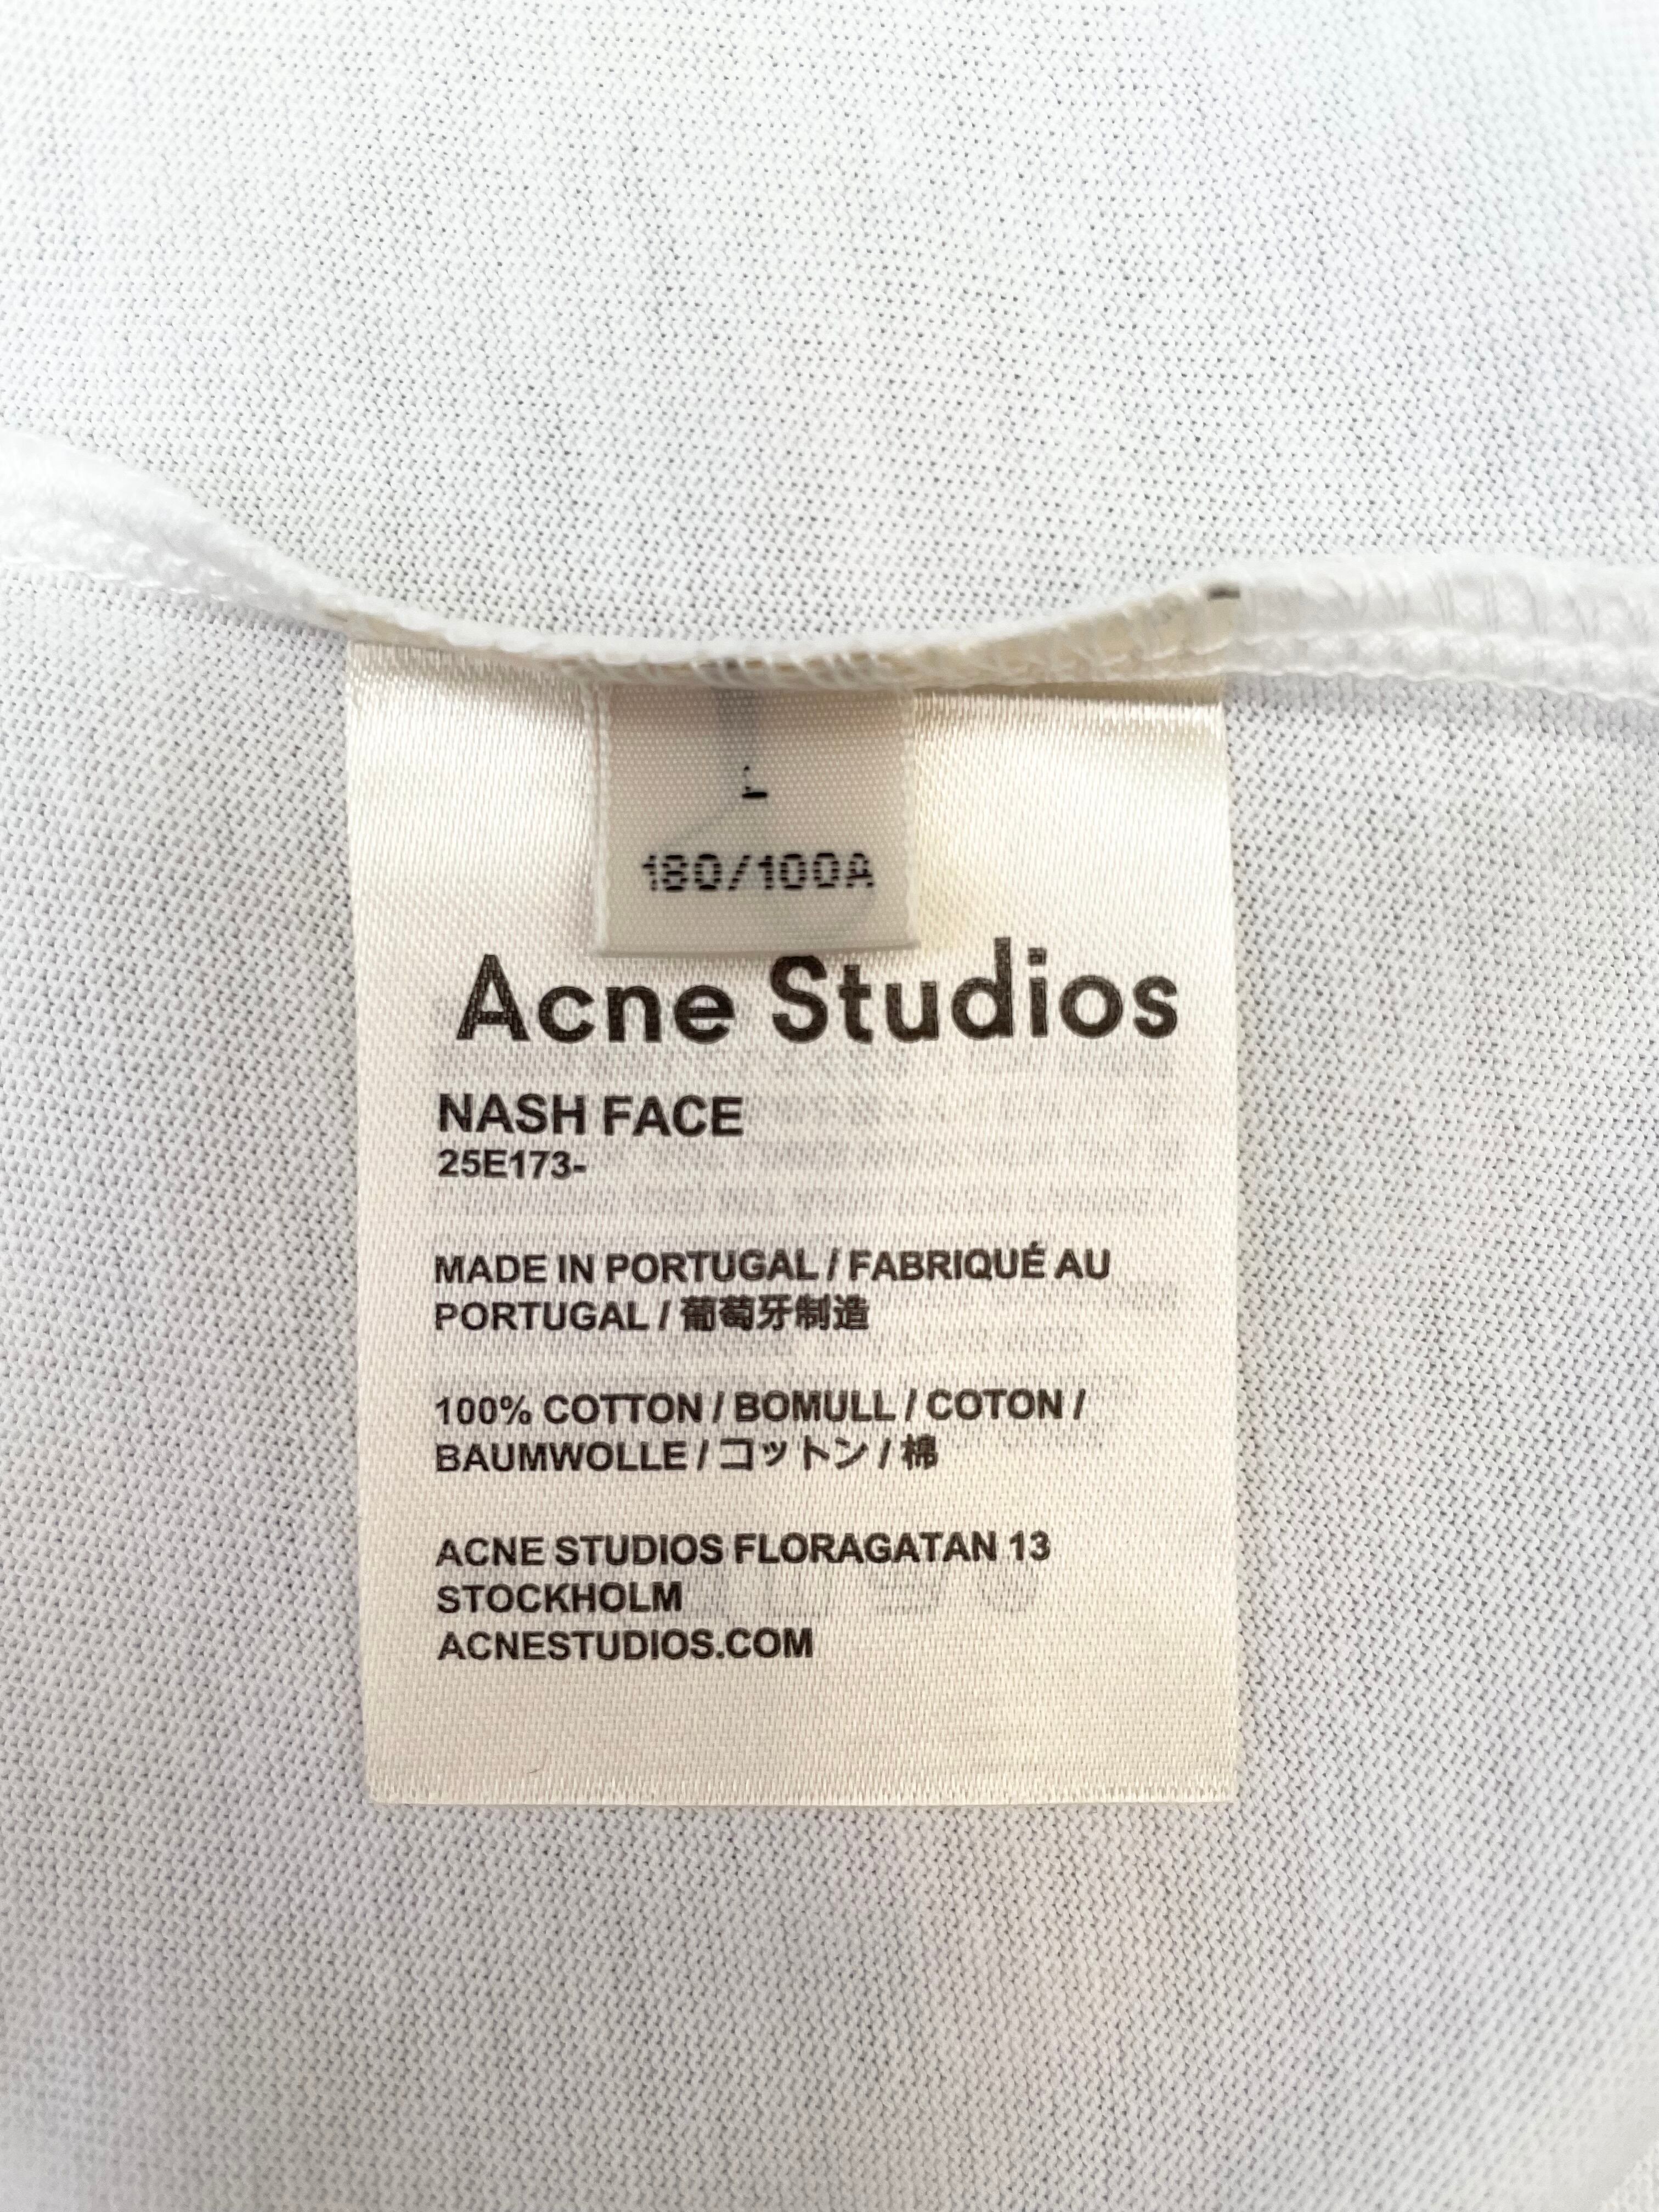 L
180/100A
Acne Studios
NASH FACE
25E173-
MADE IN PORTUGAL / FABRIQUÉ AU
PORTUGAL / 葡萄牙制造
100% COTTON / BOMULL / COTON /
BAUMWOLLE / コットン / 棉
ACNE STUDIOS FLORAGATAN 13
STOCKHOLM
ACNESTUDIOS.COM